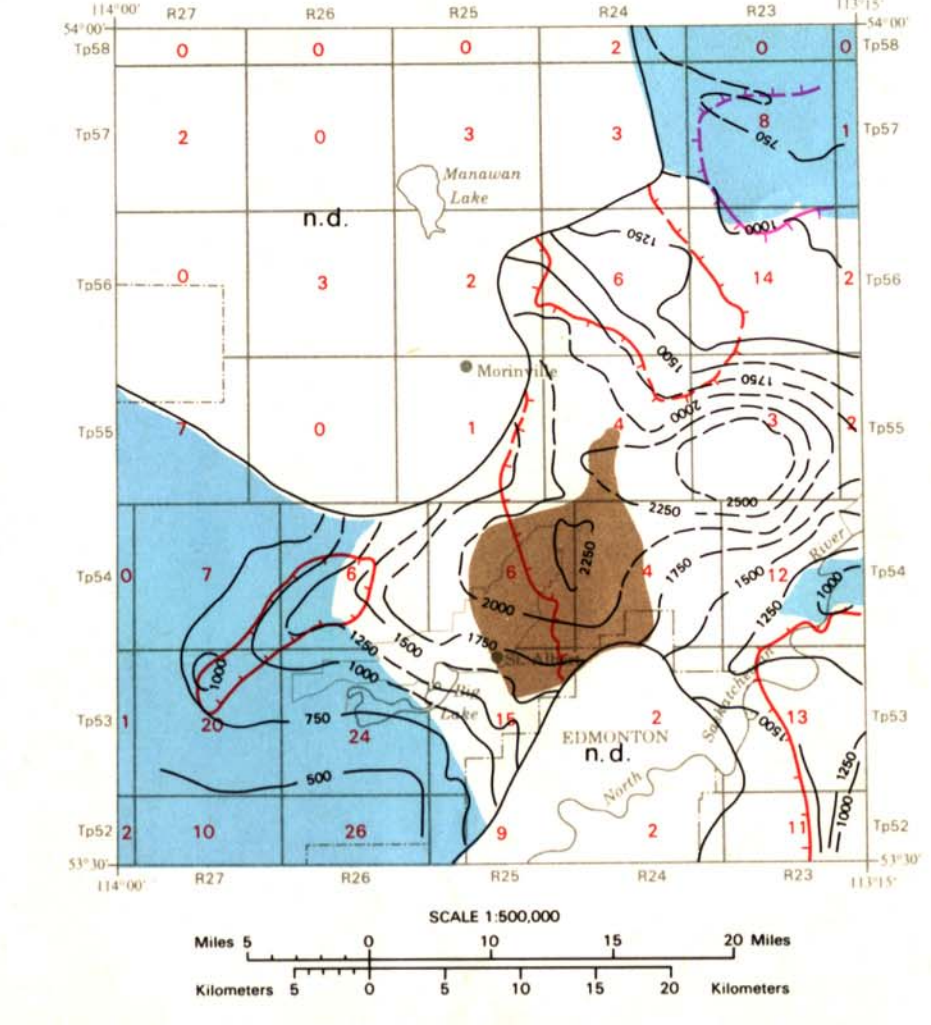 114°00' R27 R26 R25 R24 R23 113°15'
54°00' 54°00'
Tp58 0 0 0 2 0 0 Tp58
Tp57 2 0 3 3 8 1 Tp57
750
Manawan
Lake
n.d.
1000
1250
Tp56 0 3 2 6 14 2 Tp56
1500
Morinville
1750
2000
Tp55 7 0 1 4 3 2 Tp55
2500
2250
River
2250
Tp54 0 7 6 6 4 12 Tp54
1750
1500
1000
2000
1250
1250
1500
1750
1000
St. Albert
1000
Big
Lake
Saskatchewan
Tp53 1 20 750 24 15 2 13 Tp53
EDMONTON
1500
n.d.
500
1250
North
1000
Tp52 2 10 26 9 2 11 Tp52
53°30' 53°30'
114°00' R27 R26 R25 R24 R23 113°15'
SCALE 1:500,000
Miles 5 0 10 15 20 Miles
Kilometers 5 0 5 10 15 20 Kilometers